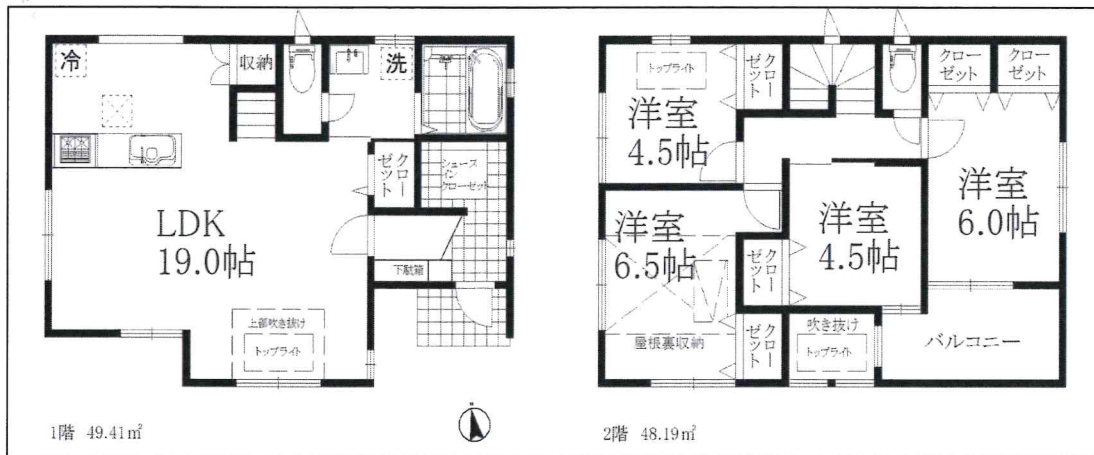 冷
収納
洗
クローゼット
シューズインクローゼット
LDK
19.0帖
下駄箱
上部吹き抜け
トップライト
1階 49.41㎡
トップライト
クローゼット
クローゼット
クローゼット
洋室
4.5帖
洋室
6.0帖
洋室
6.5帖
洋室
4.5帖
クローゼット
屋根裏収納
クローゼット
吹き抜け
トップライト
バルコニー
2階 48.19㎡